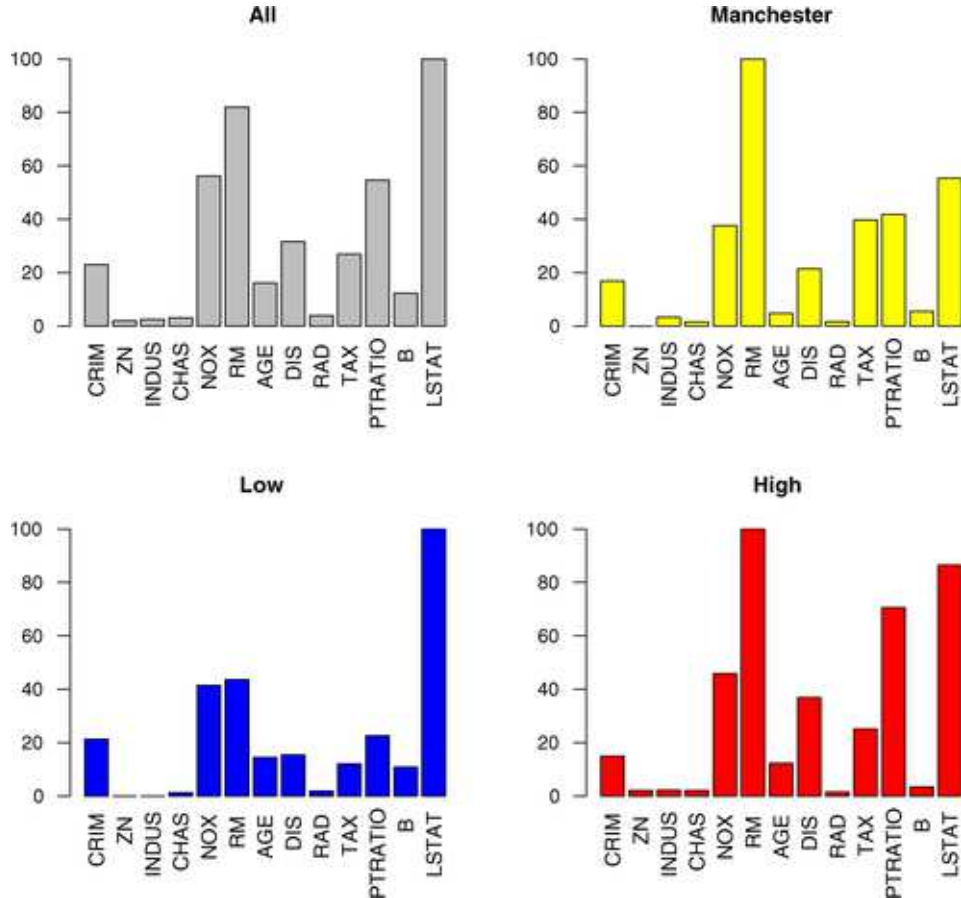 All
100
80
60
40
20
0
CRIM
ZN
INDUS
CHAS
NOX
RM
AGE
DIS
RAD
TAX
PTRATIO
B
LSTAT
Manchester
100
80
60
40
20
0
CRIM
ZN
INDUS
CHAS
NOX
RM
AGE
DIS
RAD
TAX
PTRATIO
B
LSTAT
Low
100
80
60
40
20
0
CRIM
ZN
INDUS
CHAS
NOX
RM
AGE
DIS
RAD
TAX
PTRATIO
B
LSTAT
High
100
80
60
40
20
0
CRIM
ZN
INDUS
CHAS
NOX
RM
AGE
DIS
RAD
TAX
PTRATIO
B
LSTAT